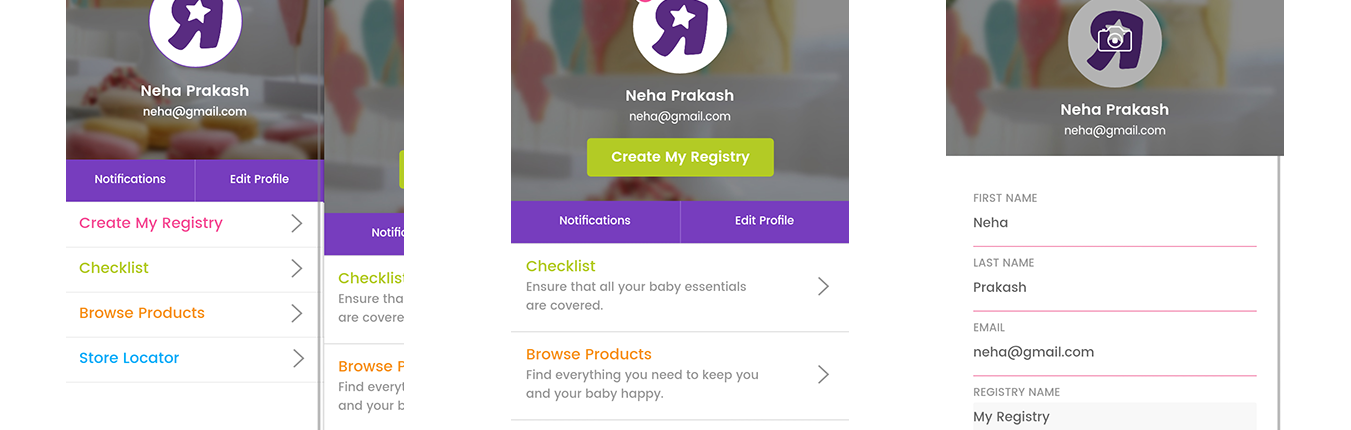 Neha Prakash
neha@gmail.com
Notifications
Edit Profile
Create My Registry
Checklist
Browse Products
Store Locator
Checklist
Ensure tha
are covere
Browse P
Find everyt
and your b
Neha Prakash
neha@gmail.com
Create My Registry
Notifications
Edit Profile
Checklist
Ensure that all your baby essentials
are covered.
Browse Products
Find everything you need to keep you
and your baby happy.
Neha Prakash
neha@gmail.com
FIRST NAME
Neha
LAST NAME
Prakash
EMAIL
neha@gmail.com
REGISTRY NAME
My Registry